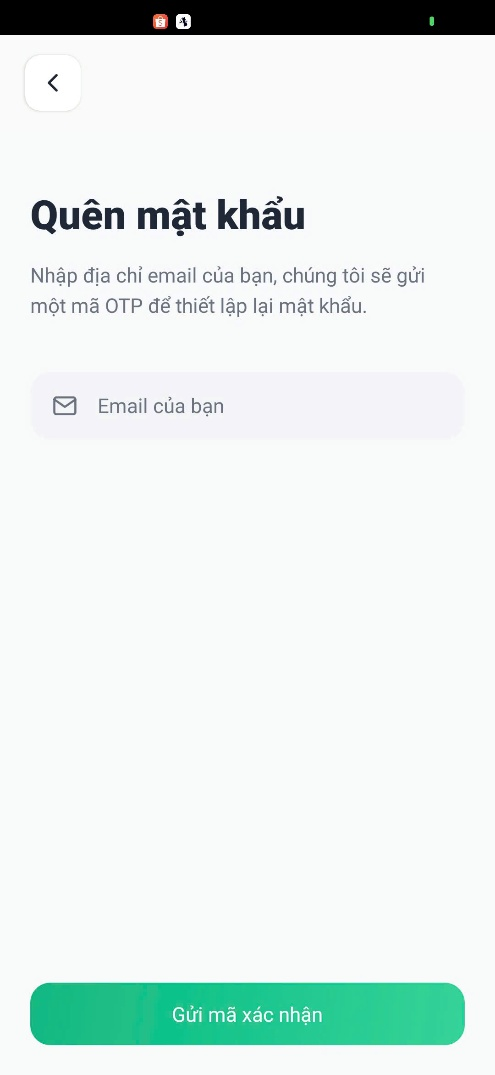 Quên mật khẩu
Nhập địa chỉ email của bạn, chúng tôi sẽ gửi
một mã OTP để thiết lập lại mật khẩu.
Email của bạn
Gửi mã xác nhận